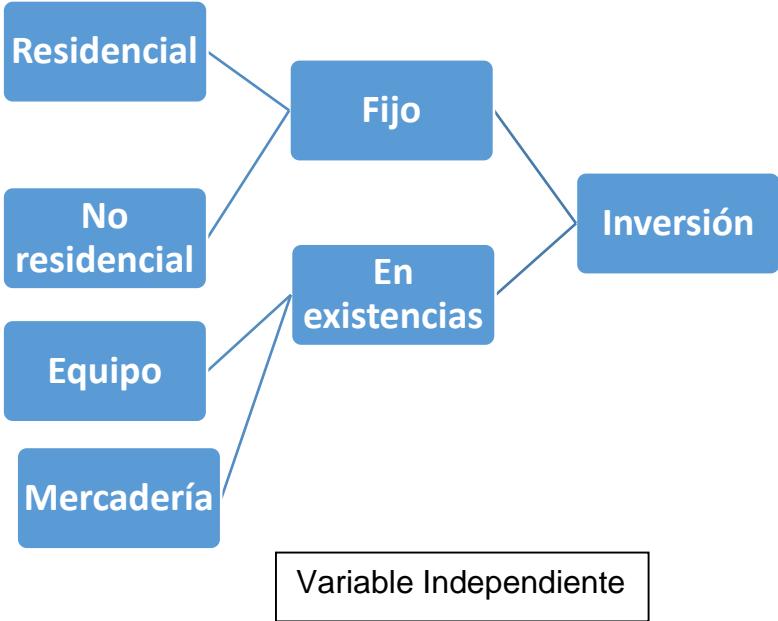 Residencial
Fijo
No
residencial
Inversión
En
existencias
Equipo
Mercadería
Variable Independiente